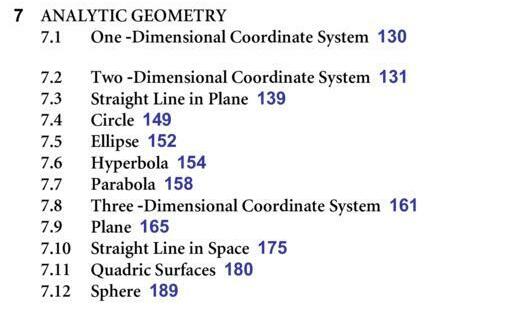 7 ANALYTIC GEOMETRY
7.1 One -Dimensional Coordinate System 130
7.2 Two -Dimensional Coordinate System 131
7.3 Straight Line in Plane 139
7.4 Circle 149
7.5 Ellipse 152
7.6 Hyperbola 154
7.7 Parabola 158
7.8 Three -Dimensional Coordinate System 161
7.9 Plane 165
7.10 Straight Line in Space 175
7.11 Quadric Surfaces 180
7.12 Sphere 189